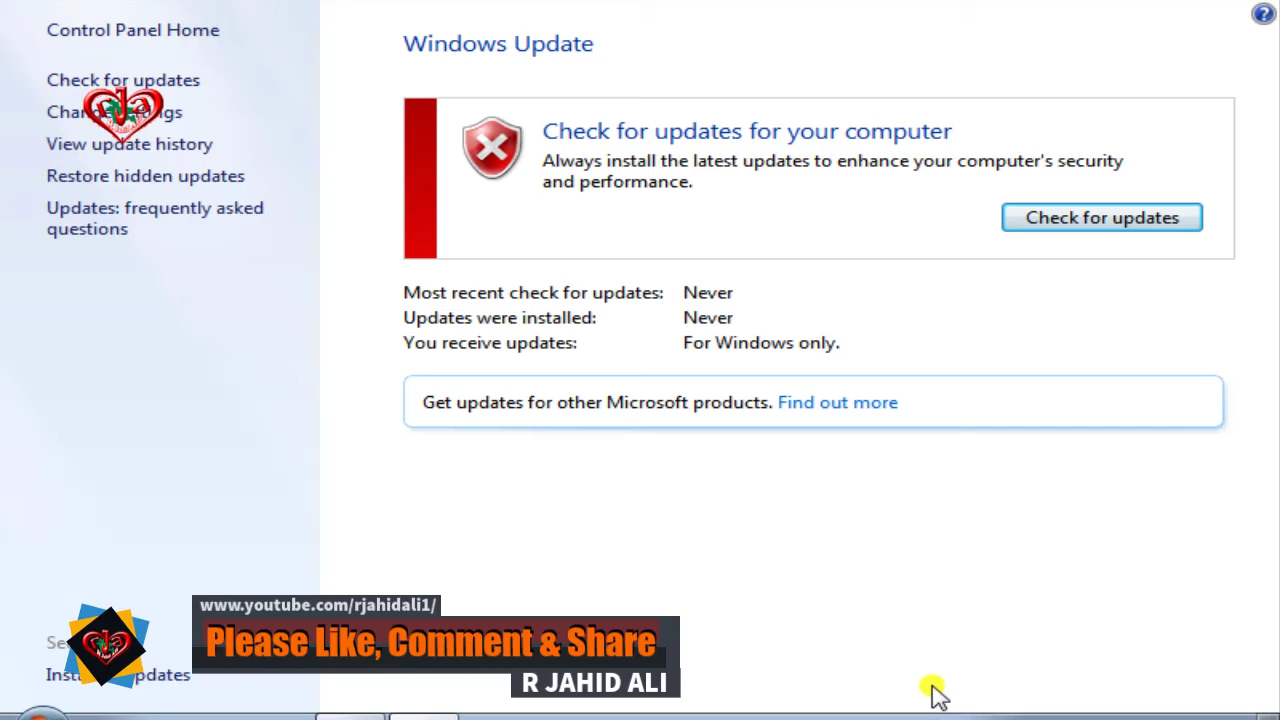 Control Panel Home
Check for updates
View update history
Restore hidden updates
Updates: frequently asked
questions
Windows Update
Check for updates for your computer
Always install the latest updates to enhance your computer's security
and performance.
Check for updates
Most recent check for updates: Never
Updates were installed: Never
You receive updates: For Windows only.
Get updates for other Microsoft products. Find out more
www.youtube.com/rjahidali1/
Please Like, Comment & Share
R JAHID ALI